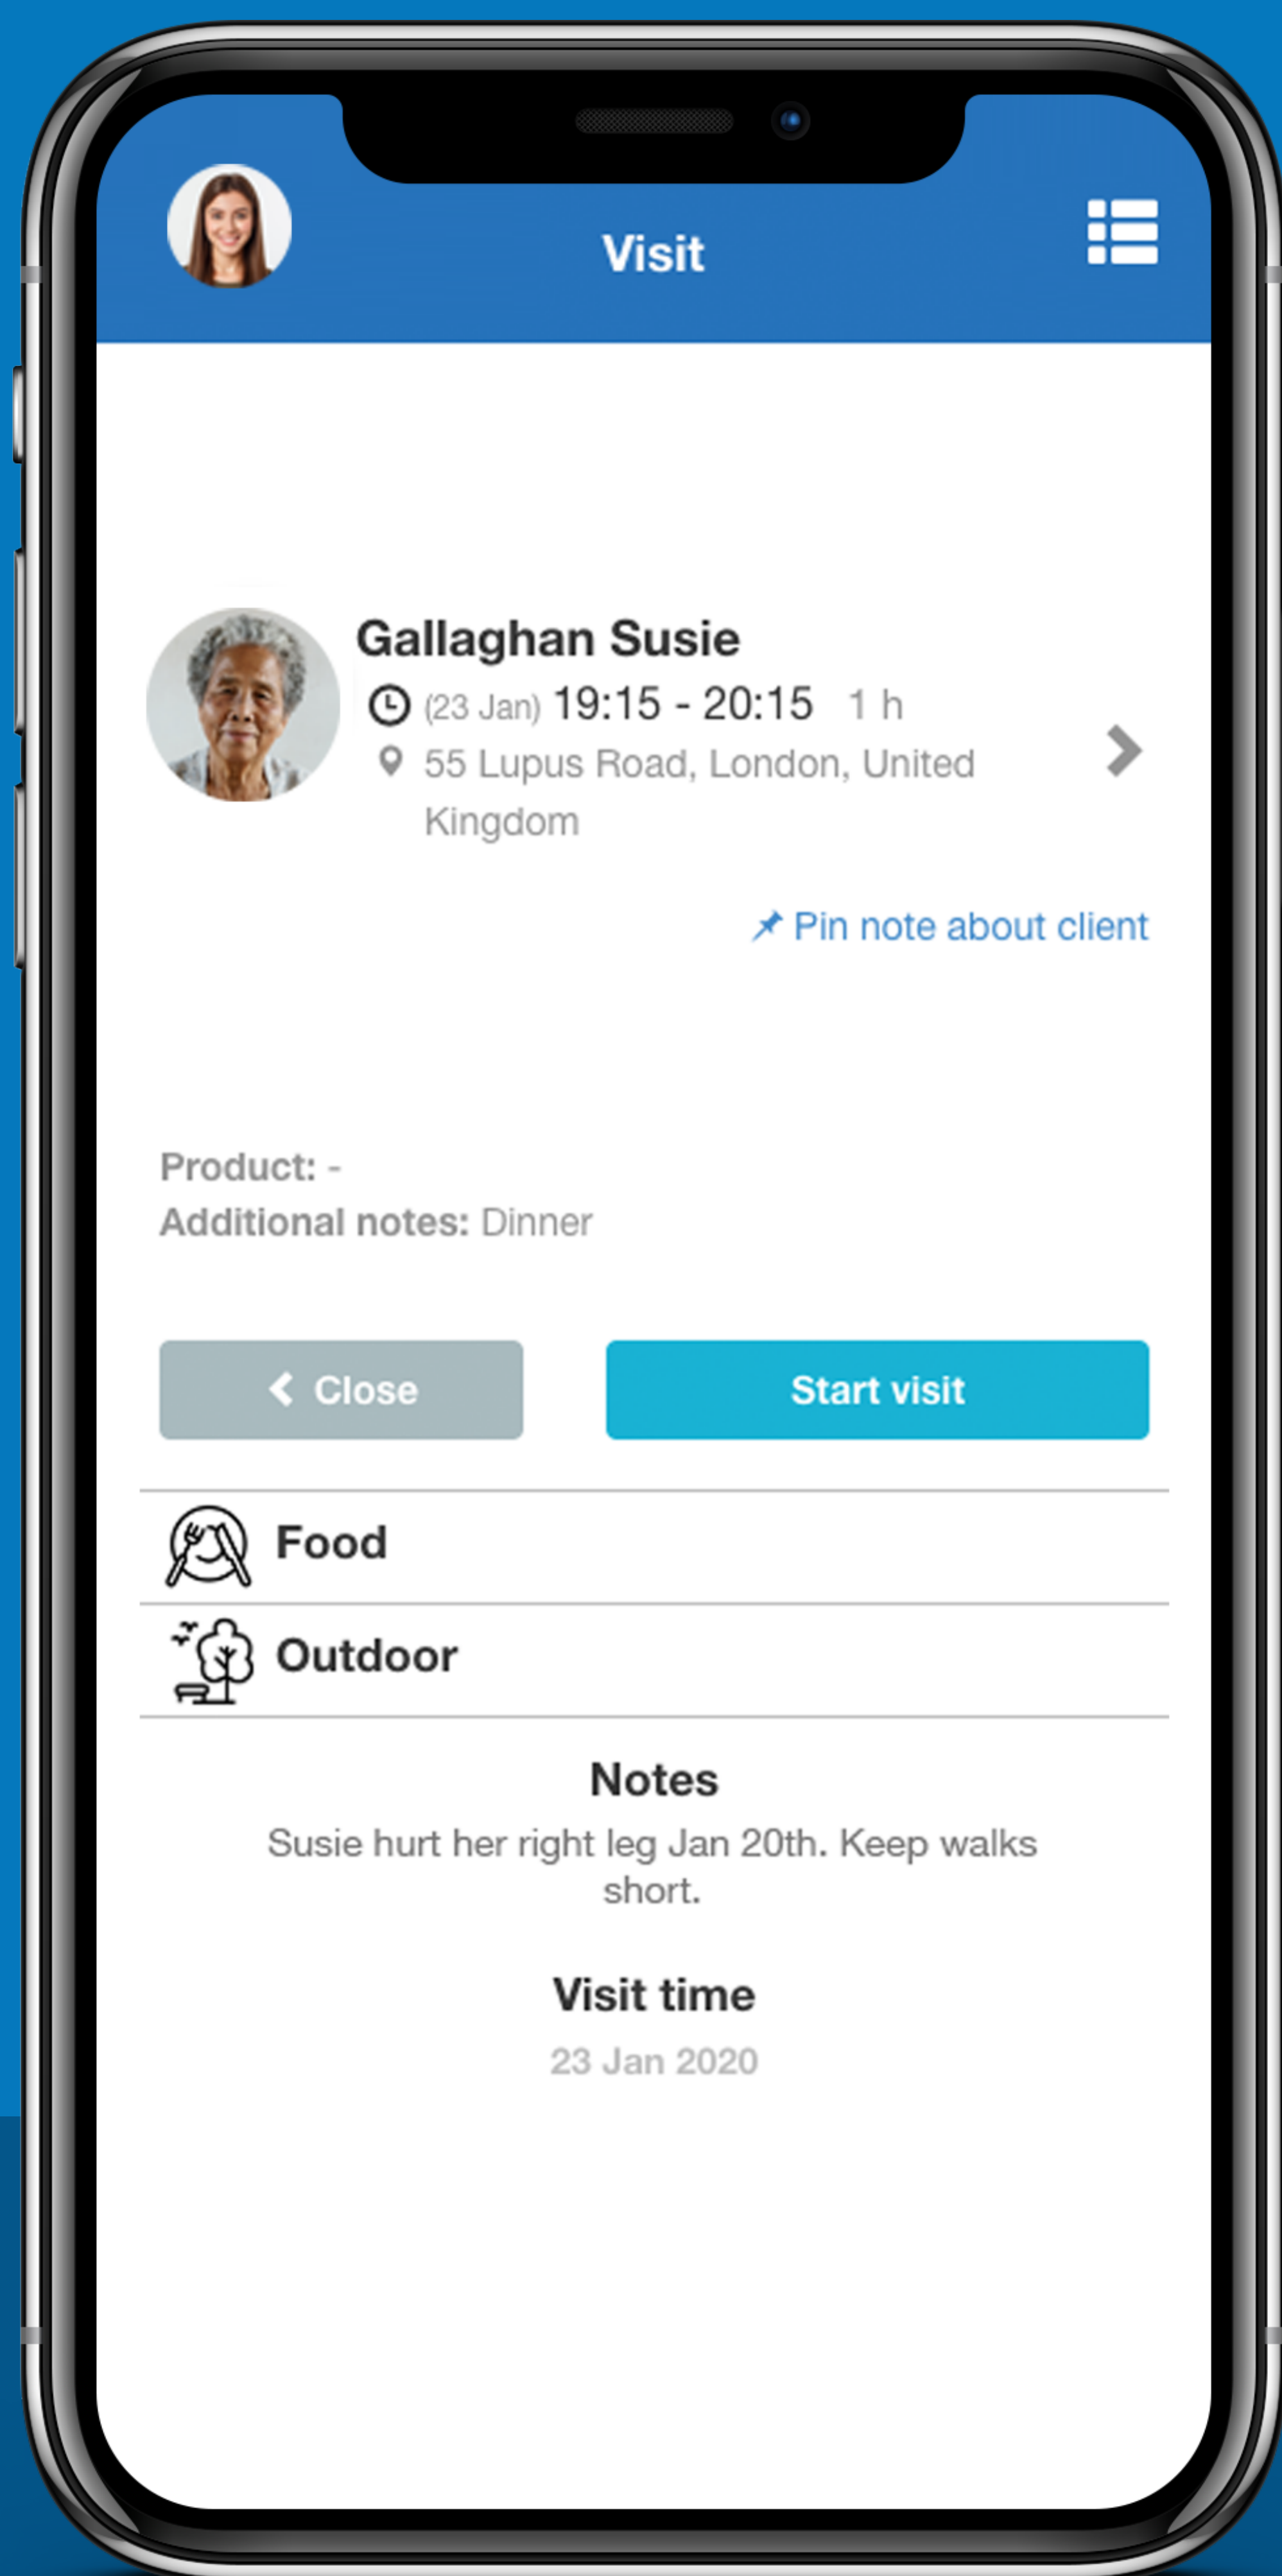 Visit
Gallaghan Susie
(23 Jan) 19:15 - 20:15 1 h
55 Lupus Road, London, United
Kingdom
Pin note about client
Product: -
Additional notes: Dinner
Close
Start visit
Food
Outdoor
Notes
Susie hurt her right leg Jan 20th. Keep walks
short.
Visit time
23 Jan 2020